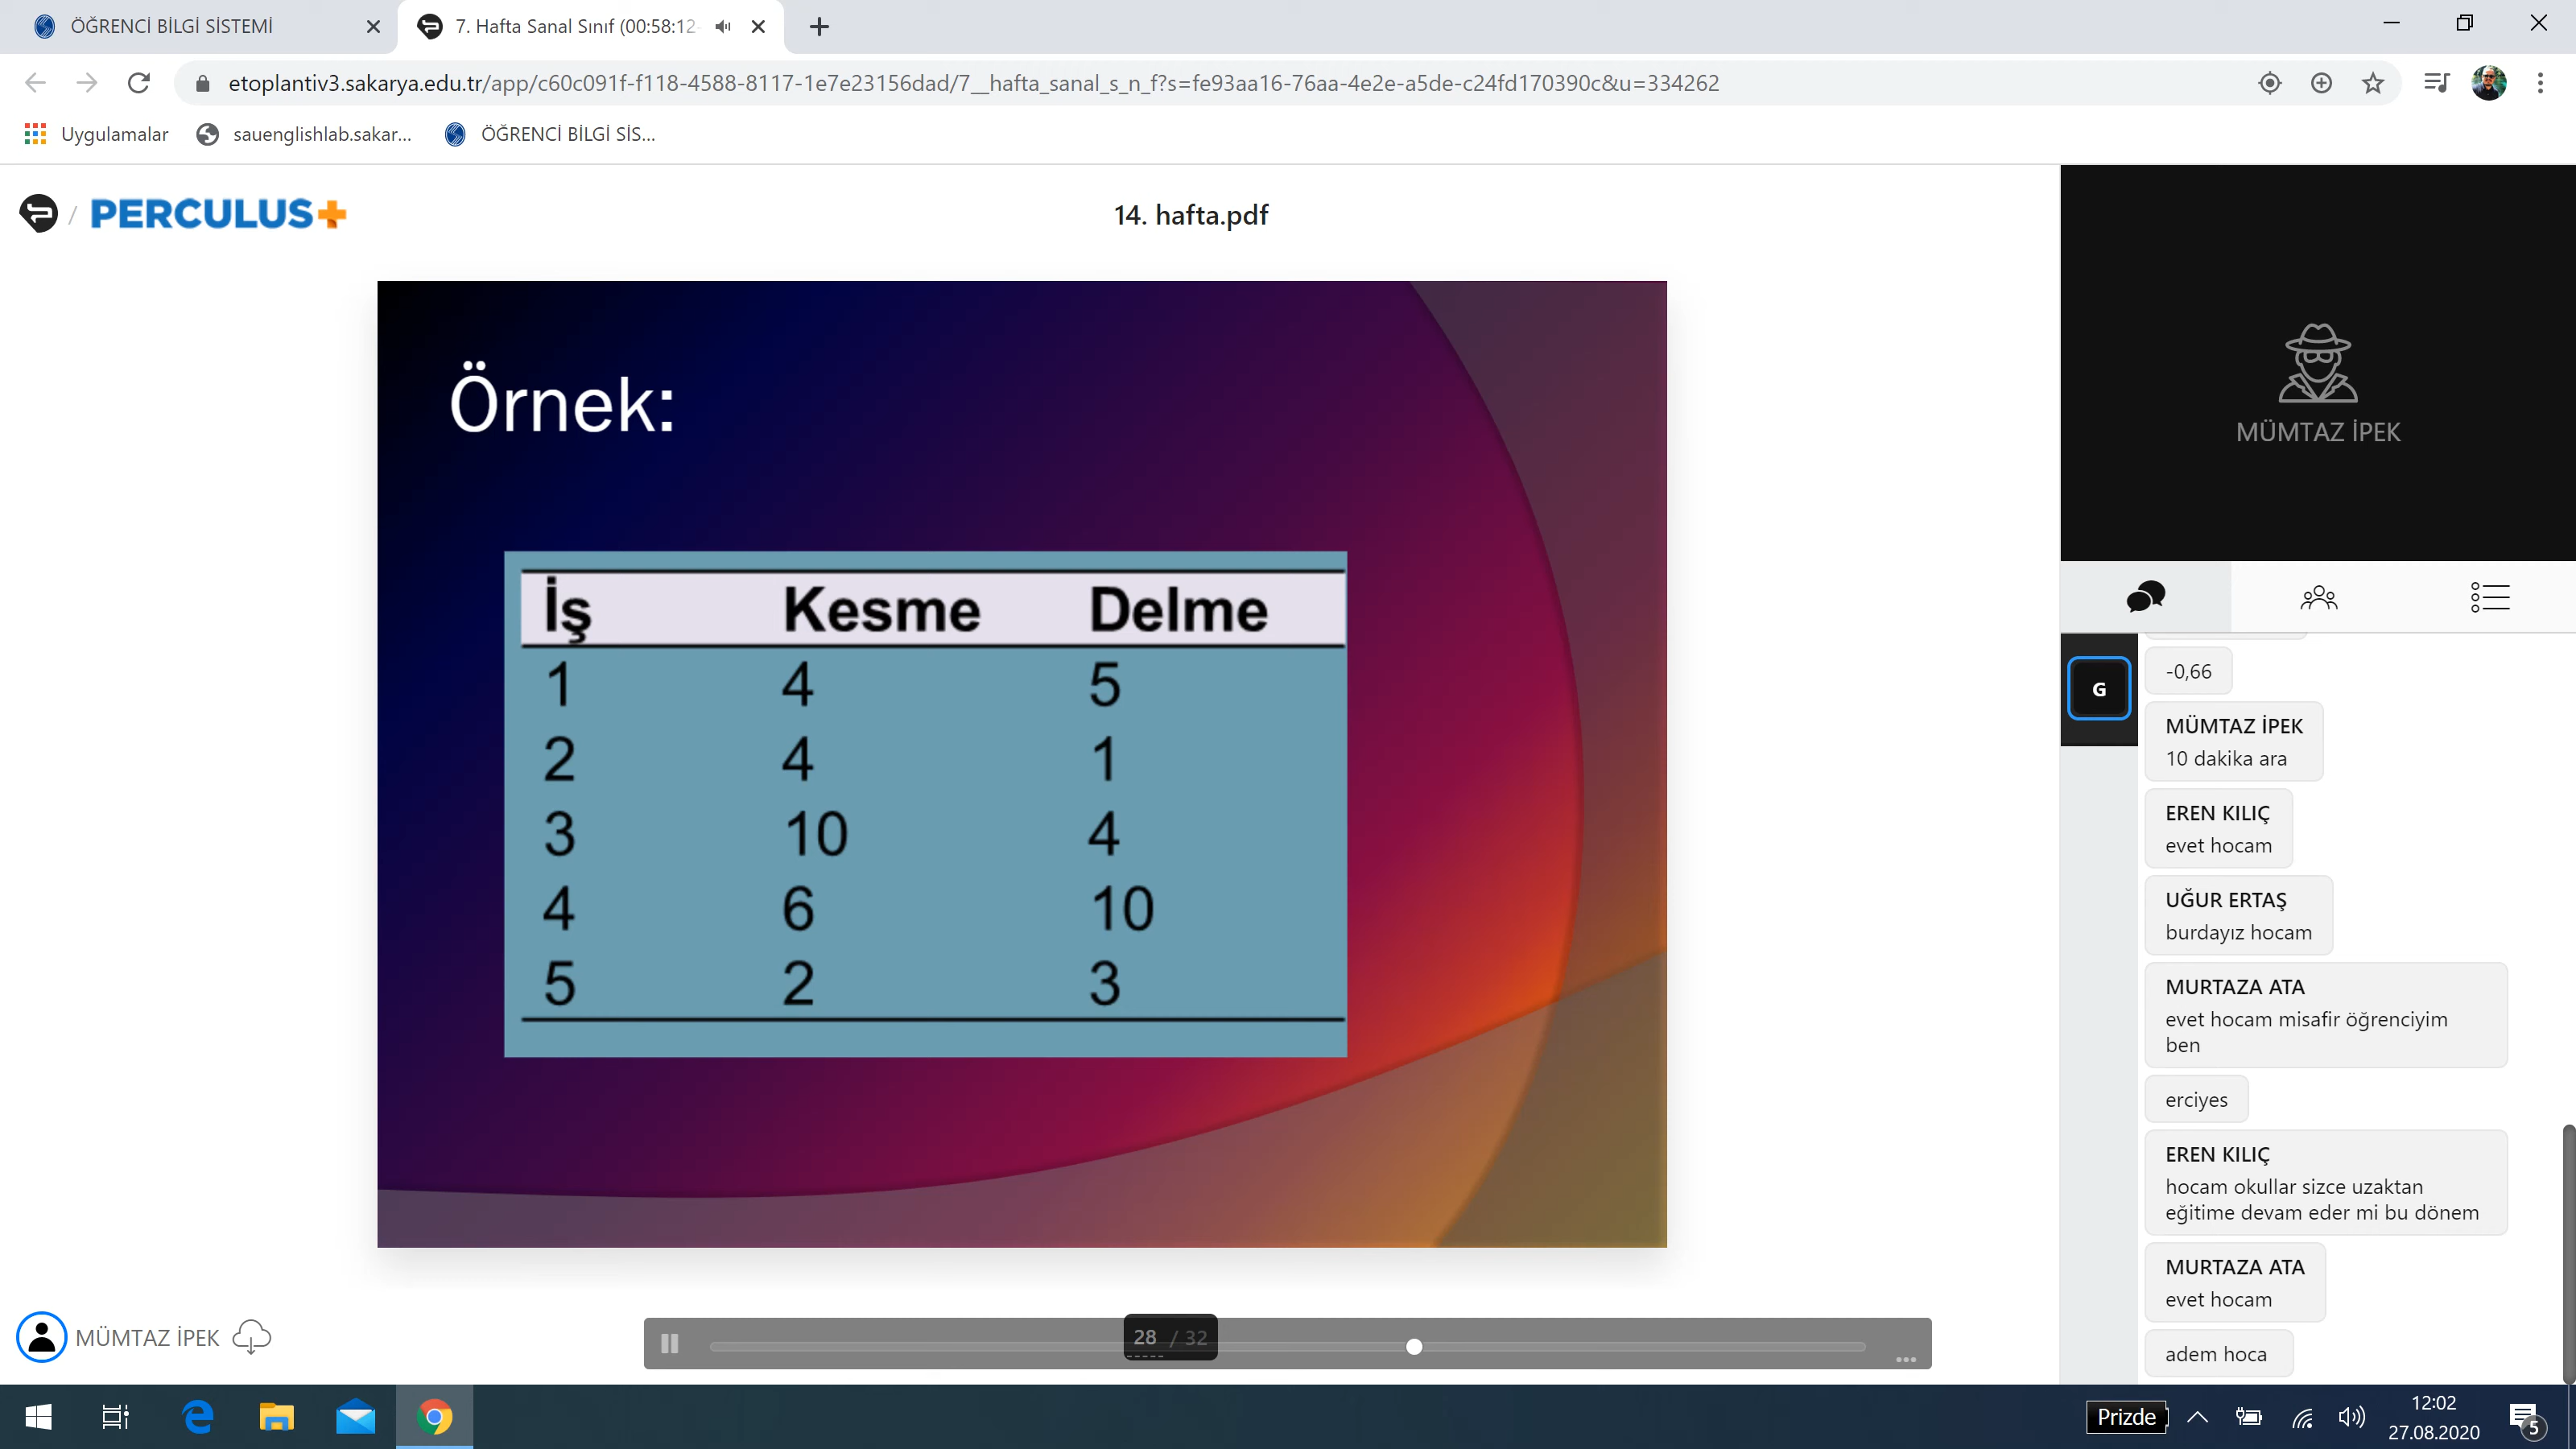 ÖĞRENCİ BİLGİ SİSTEMİ
7. Hafta Sanal Sınıf (00:58:12
etoplantiv3.sakarya.edu.tr/app/c60c091f-f118-4588-8117-1e7e23156dad/7__hafta_sanal_s_n_f?s=fe93aa16-76aa-4e2e-a5de-c24fd170390c&u=334262
Uygulamalar sauenglishlab.sakar... ÖĞRENCİ BİLGİ SİS...
/ PERCULUS+
14. hafta.pdf
Örnek:
İş Kesme Delme
1 4 5
2 4 1
3 10 4
4 6 10
5 2 3
MÜMTAZ İPEK
28 / 32
MÜMTAZ İPEK
G
-0,66
MÜMTAZ İPEK
10 dakika ara
EREN KILIÇ
evet hocam
UĞUR ERTAŞ
burdayız hocam
MURTAZA ATA
evet hocam misafir öğrenciyim
ben
erciyes
EREN KILIÇ
hocam okullar sizce uzaktan
eğitime devam eder mi bu dönem
MURTAZA ATA
evet hocam
adem hoca
Prizde
12:02
27.08.2020
5